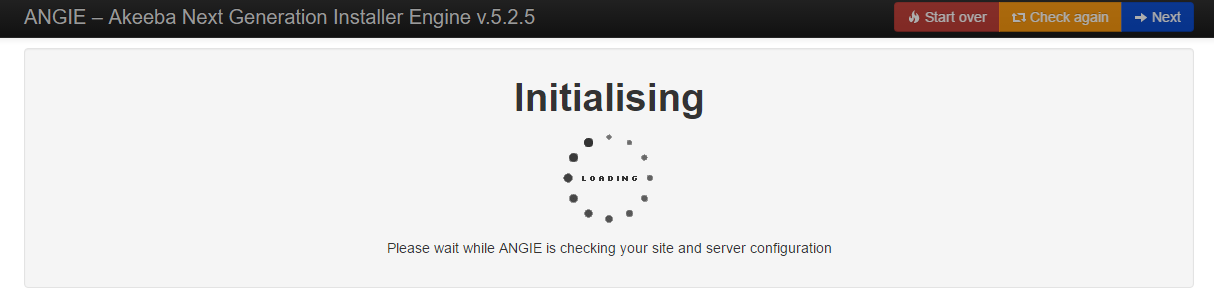 ANGIE – Akeeba Next Generation Installer Engine v.5.2.5
Start over
Check again
Next
Initialising
LOADING
Please wait while ANGIE is checking your site and server configuration